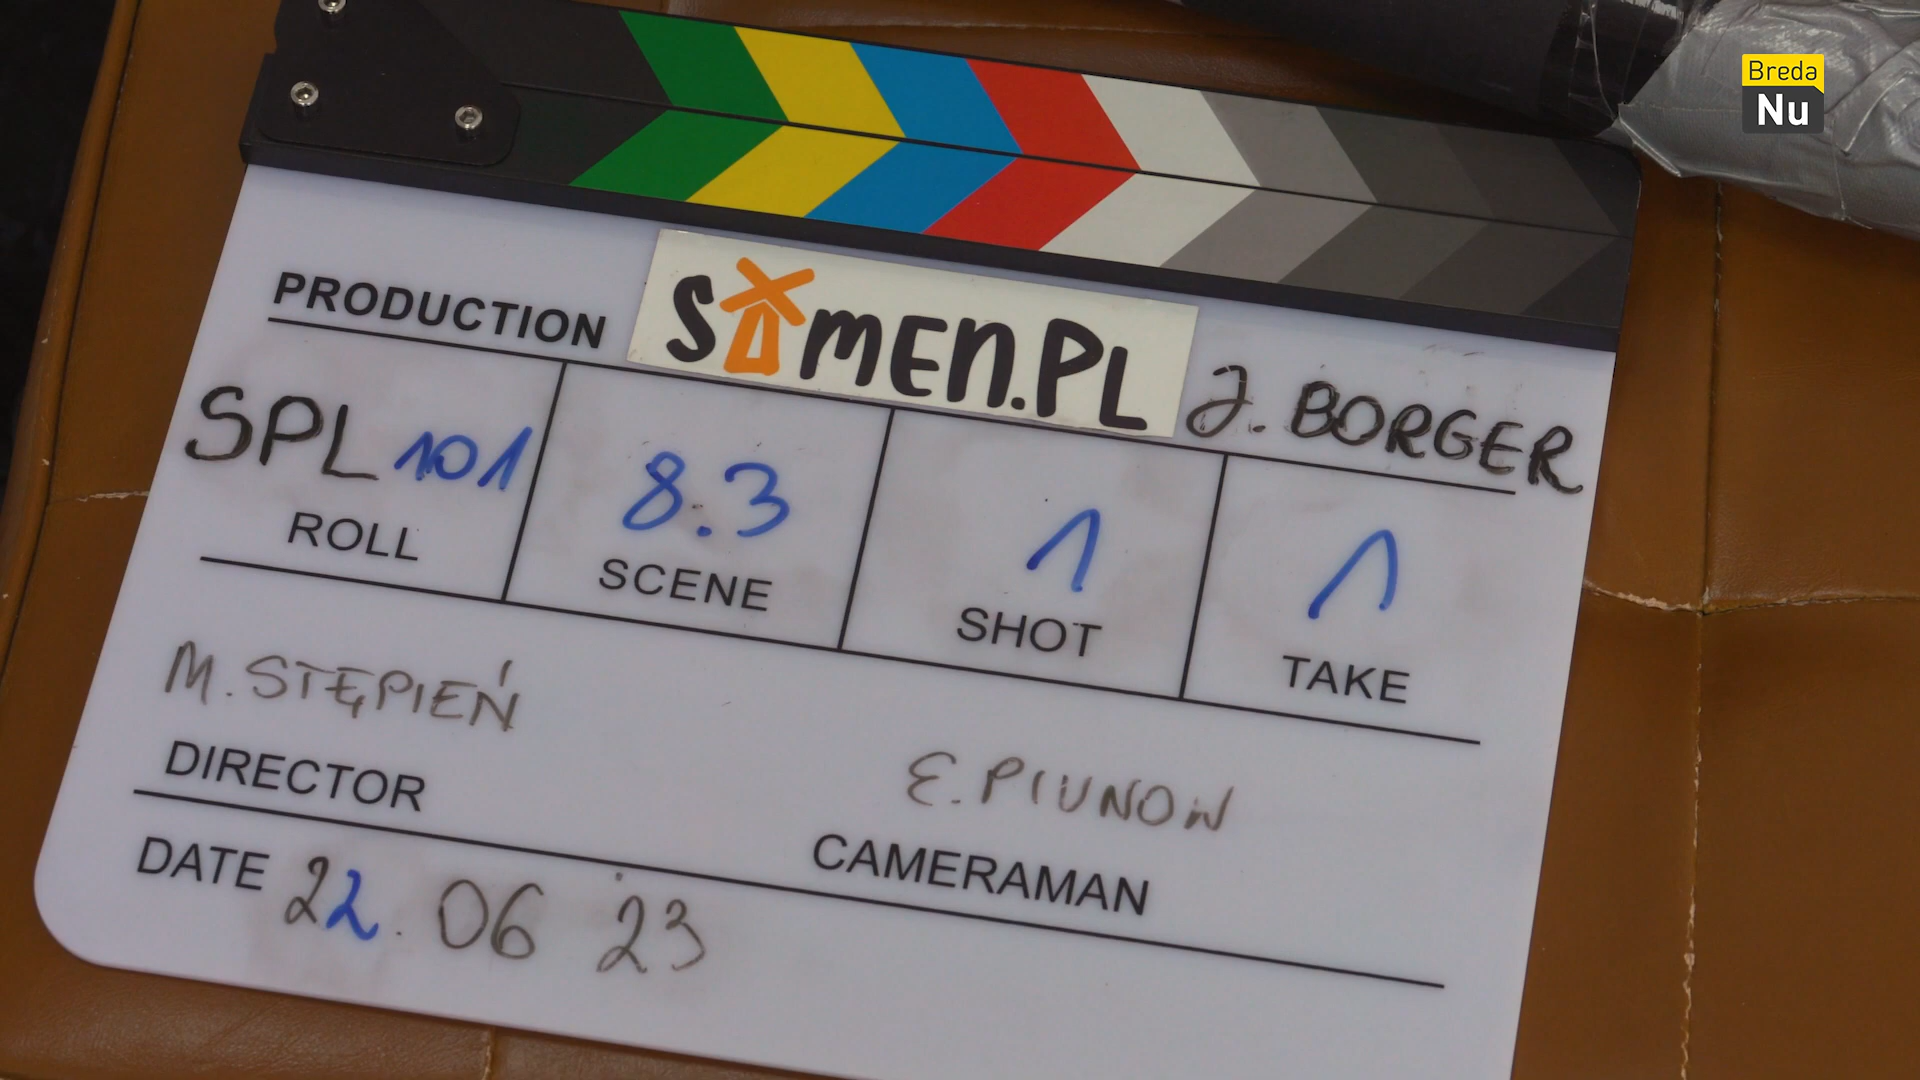 Breda
Nu
PRODUCTION SAMEN.PL J. BORGER
SPL 101 8.3 1 1
ROLL SCENE SHOT TAKE
M. STĘPIEŃ
DIRECTOR
E. PIUNOW
CAMERAMAN
DATE 22. 06 23